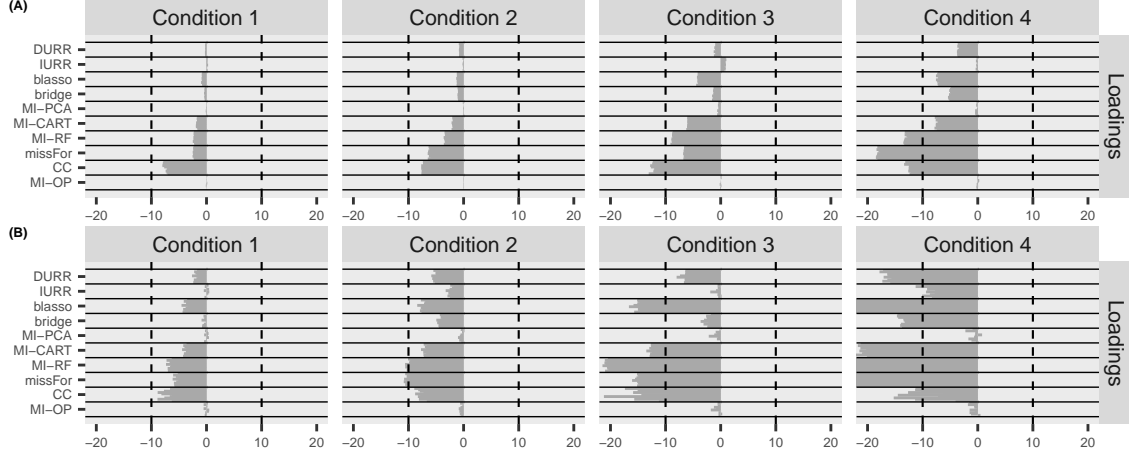 (A)
Condition 1 Condition 2 Condition 3 Condition 4
DURR
IURR
blasso
bridge
MI−PCA
MI−CART
MI−RF
missFor
CC
MI−OP
Loadings
−20 −10 0 10 20 −20 −10 0 10 20 −20 −10 0 10 20 −20 −10 0 10 20
(B)
Condition 1 Condition 2 Condition 3 Condition 4
DURR
IURR
blasso
bridge
MI−PCA
MI−CART
MI−RF
missFor
CC
MI−OP
Loadings
−20 −10 0 10 20 −20 −10 0 10 20 −20 −10 0 10 20 −20 −10 0 10 20